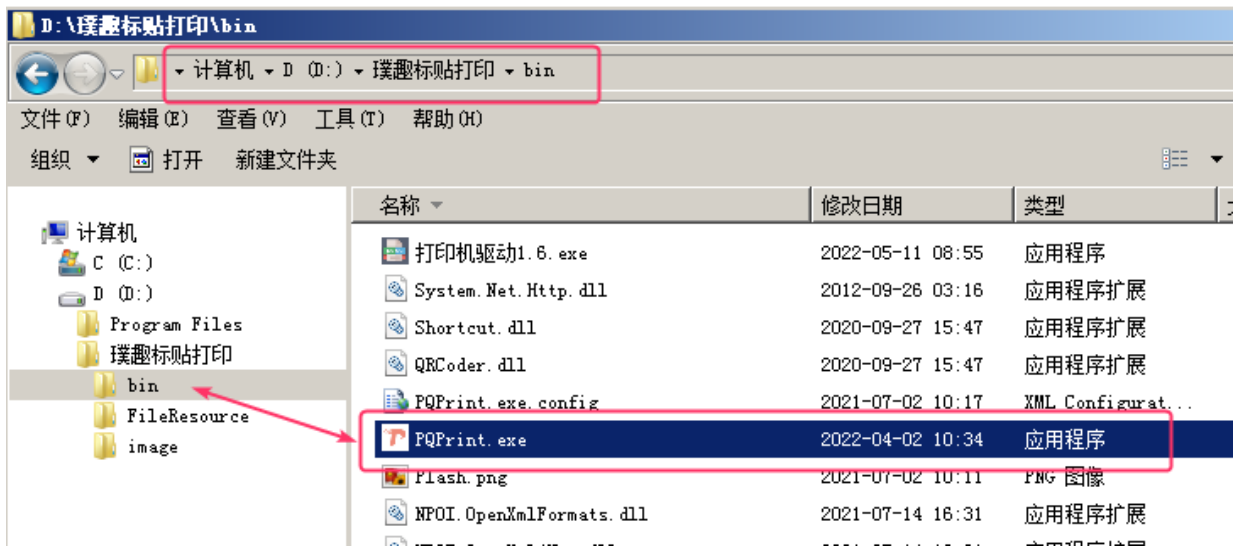 D:\璞趣标贴打印\bin
计算机 D (D:) 璞趣标贴打印 bin
文件(F) 编辑(E) 查看(V) 工具(T) 帮助(H)
组织 打开 新建文件夹
名称 修改日期 类型
计算机
C (C:)
D (D:)
Program Files
璞趣标贴打印
bin
FileResource
image
打印机驱动1.6.exe 2022-05-11 08:55 应用程序
System.Net.Http.dll 2012-09-26 03:16 应用程序扩展
Shortcut.dll 2020-09-27 15:47 应用程序扩展
QRCoder.dll 2020-09-27 15:47 应用程序扩展
PQPrint.exe.config 2021-07-02 10:17 XML Configurat...
PQPrint.exe 2022-04-02 10:34 应用程序
Plash.png 2021-07-02 10:11 PNG 图像
NPOI.OpenXmlFormats.dll 2021-07-14 16:31 应用程序扩展